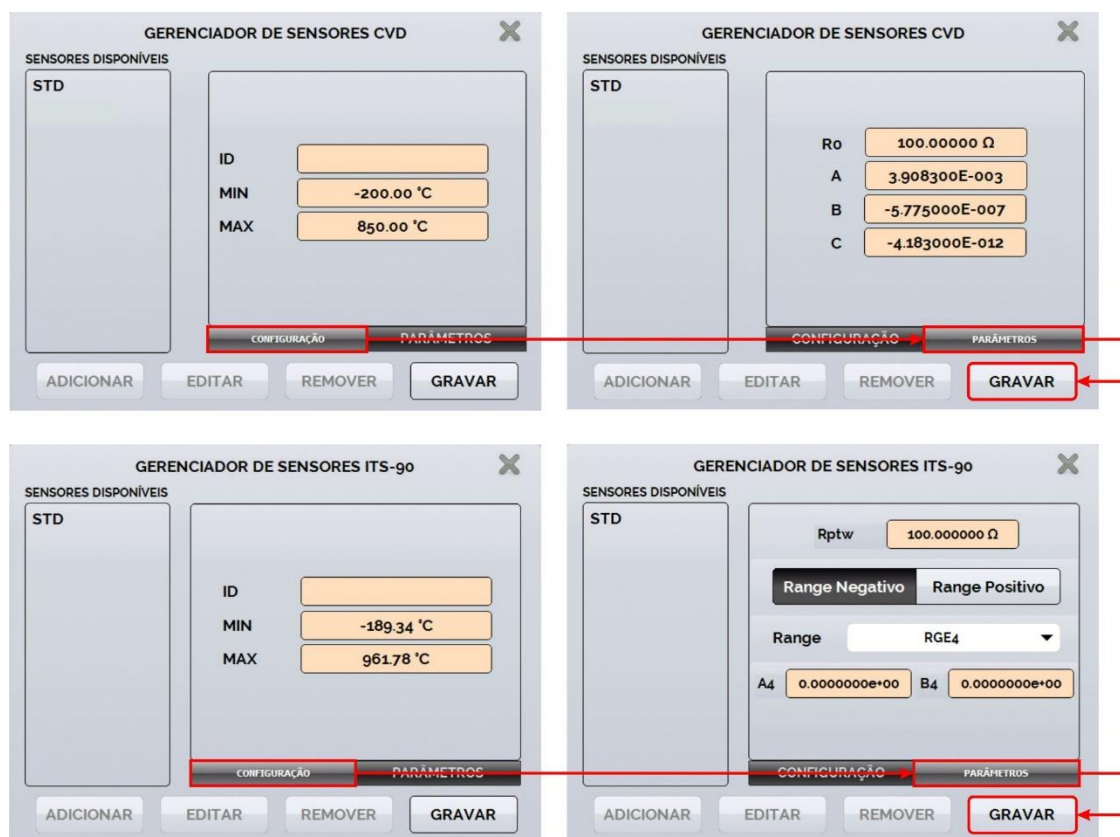 GERENCIADOR DE SENSORES CVD
SENSORES DISPONÍVEIS
STD
ID
MIN -200.00 °C
MAX 850.00 °C
CONFIGURAÇÃO PARÂMETROS
ADICIONAR EDITAR REMOVER GRAVAR
GERENCIADOR DE SENSORES CVD
SENSORES DISPONÍVEIS
STD
R0 100.00000 Ω
A 3.908300E-003
B -5.775000E-007
C -4.183000E-012
CONFIGURAÇÃO PARÂMETROS
ADICIONAR EDITAR REMOVER GRAVAR
GERENCIADOR DE SENSORES ITS-90
SENSORES DISPONÍVEIS
STD
ID
MIN -189.34 °C
MAX 961.78 °C
CONFIGURAÇÃO PARÂMETROS
ADICIONAR EDITAR REMOVER GRAVAR
GERENCIADOR DE SENSORES ITS-90
SENSORES DISPONÍVEIS
STD
Rptw 100.000000 Ω
Range Negativo Range Positivo
Range RGE4
A4 0.0000000e+00 B4 0.0000000e+00
CONFIGURAÇÃO PARÂMETROS
ADICIONAR EDITAR REMOVER GRAVAR